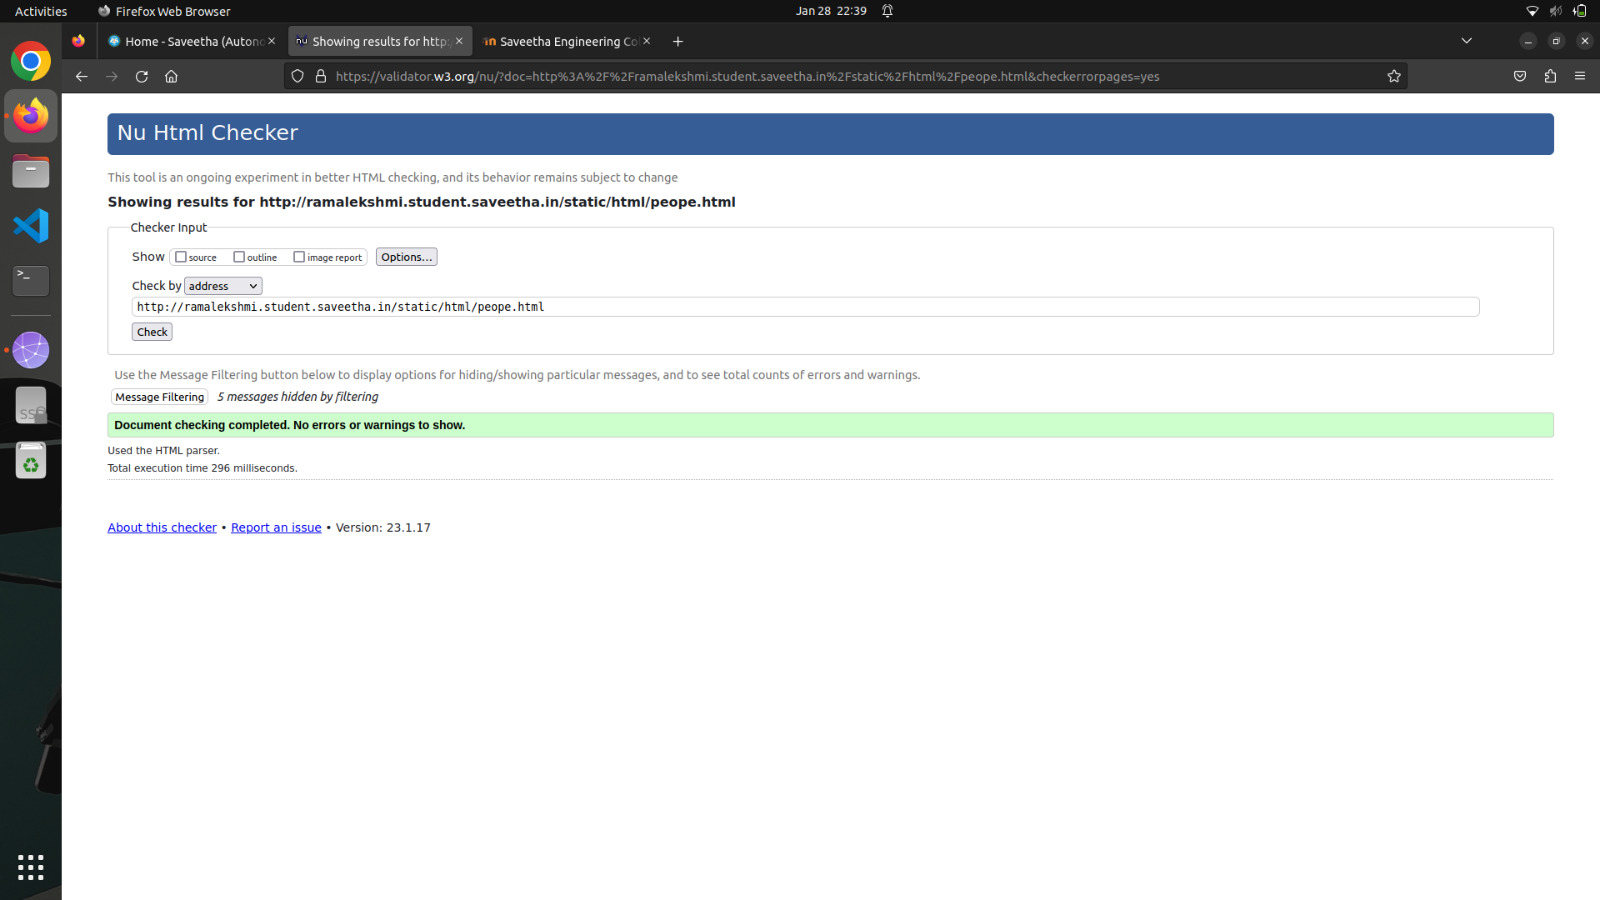 Activities
Firefox Web Browser
Jan 28 22:39
Home - Saveetha (Autono
Showing results for http:
Saveetha Engineering Co
https://validator.w3.org/nu/?doc=http%3A%2F%2Framalekshmi.student.saveetha.in%2Fstatic%2Fhtml%2Fpeope.html&checkerrorpages=yes
Nu Html Checker
This tool is an ongoing experiment in better HTML checking, and its behavior remains subject to change
Showing results for http://ramalekshmi.student.saveetha.in/static/html/peope.html
Checker Input
Show source outline image report Options...
Check by address
http://ramalekshmi.student.saveetha.in/static/html/peope.html
Check
Use the Message Filtering button below to display options for hiding/showing particular messages, and to see total counts of errors and warnings.
Message Filtering 5 messages hidden by filtering
Document checking completed. No errors or warnings to show.
Used the HTML parser.
Total execution time 296 milliseconds.
About this checker • Report an issue • Version: 23.1.17